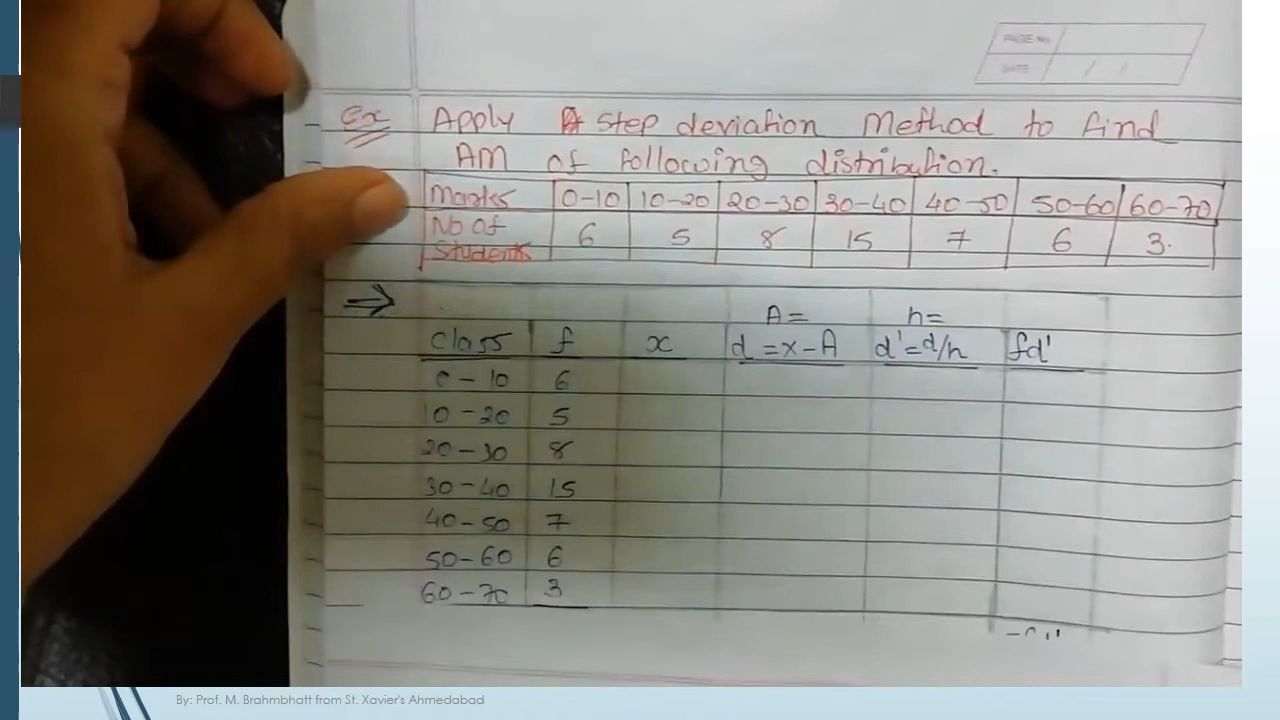 PAGE No.
DATE / /
Ex Apply A step deviation Method to find
AM of following distribution.
Marks 0-10 10-20 20-30 30-40 40-50 50-60 60-70
No of Students 6 5 8 15 7 6 3.
⇒ A= h=
class f x d =x-A d'=d/h fd'
0-10 6
10-20 5
20-30 8
30-40 15
40-50 7
50-60 6
60-70 3
By: Prof. M. Brahmbhatt from St. Xavier's Ahmedabad